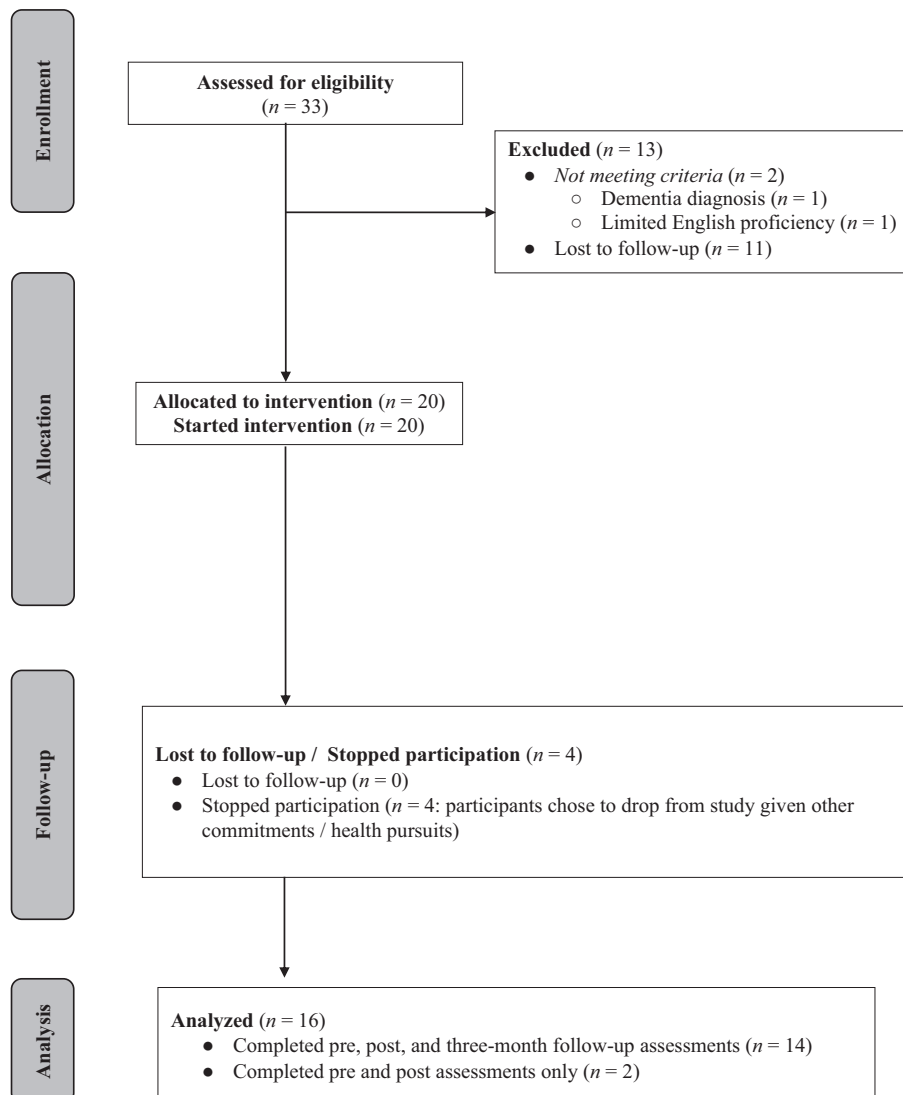 Enrollment
Assessed for eligibility
(n = 33)
Excluded (n = 13)
● Not meeting criteria (n = 2)
○ Dementia diagnosis (n = 1)
○ Limited English proficiency (n = 1)
● Lost to follow-up (n = 11)
Allocation
Allocated to intervention (n = 20)
Started intervention (n = 20)
Follow-up
Lost to follow-up / Stopped participation (n = 4)
● Lost to follow-up (n = 0)
● Stopped participation (n = 4: participants chose to drop from study given other
commitments / health pursuits)
Analysis
Analyzed (n = 16)
● Completed pre, post, and three-month follow-up assessments (n = 14)
● Completed pre and post assessments only (n = 2)